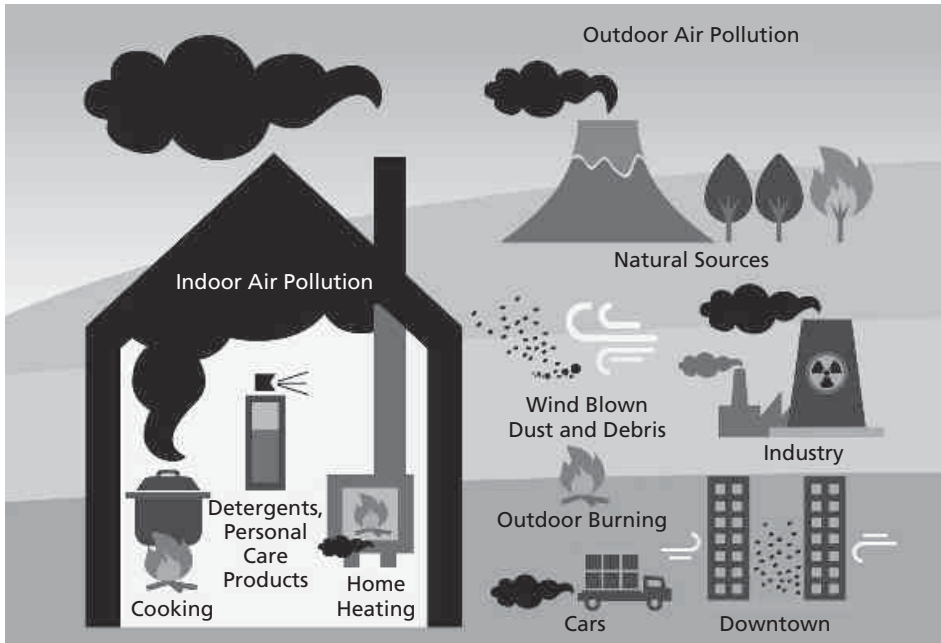 Outdoor Air Pollution
Natural Sources
Indoor Air Pollution
Wind Blown
Dust and Debris
Industry
Detergents,
Personal
Care
Products
Outdoor Burning
Cooking
Home
Heating
Cars
Downtown